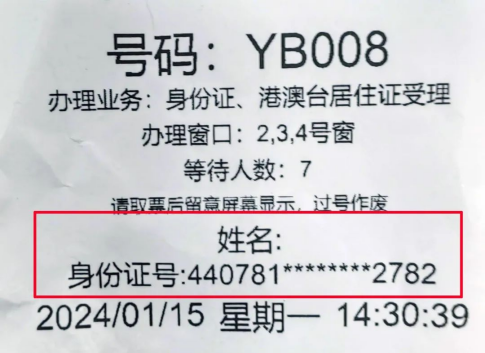 号码：YB008
办理业务：身份证、港澳台居住证受理
办理窗口：2,3,4号窗
等待人数：7
请取票后留意屏幕显示，过号作废
姓名:
身份证号:440781********2782
2024/01/15 星期一 14:30:39